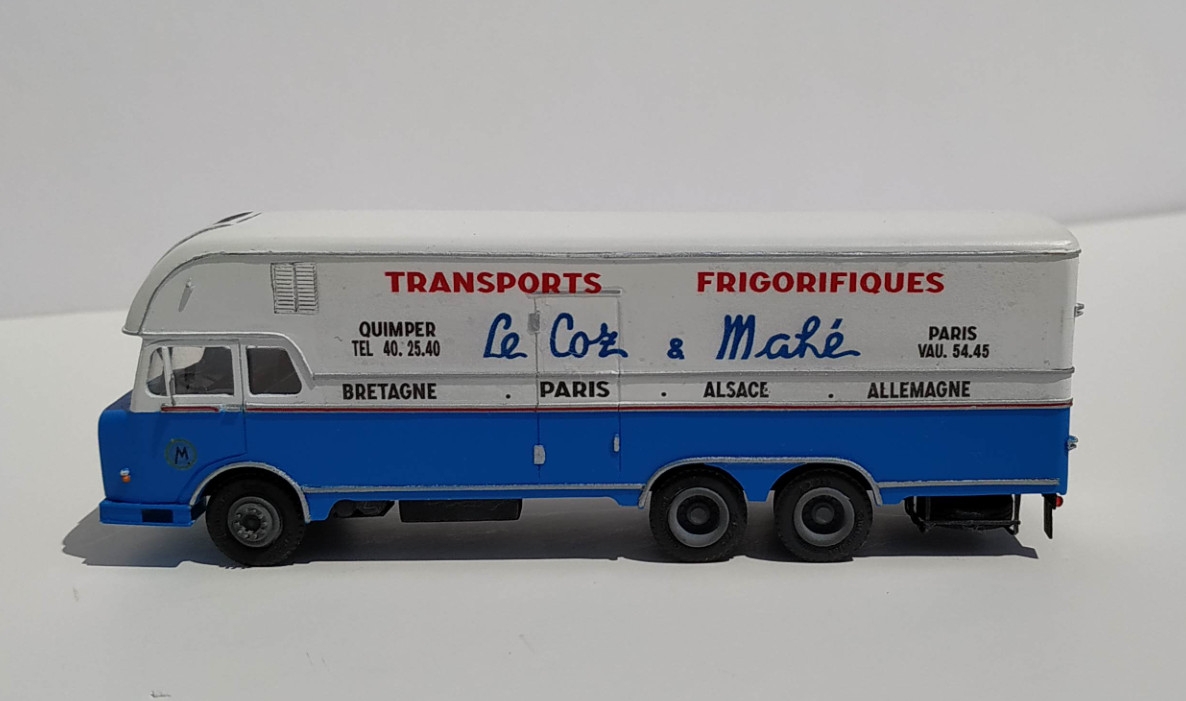 TRANSPORTS FRIGORIFIQUES
QUIMPER
TEL 40. 25.40
Le Coz & Mahé
PARIS
VAU. 54.45
BRETAGNE . PARIS . ALSACE . ALLEMAGNE
M